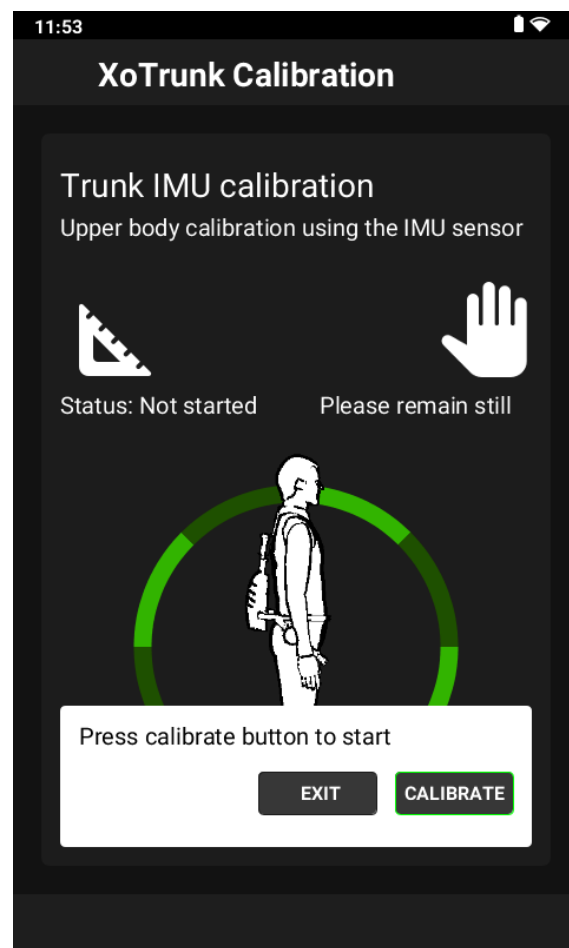 11:53
XoTrunk Calibration
Trunk IMU calibration
Upper body calibration using the IMU sensor
Status: Not started
Please remain still
Press calibrate button to start
EXIT
CALIBRATE